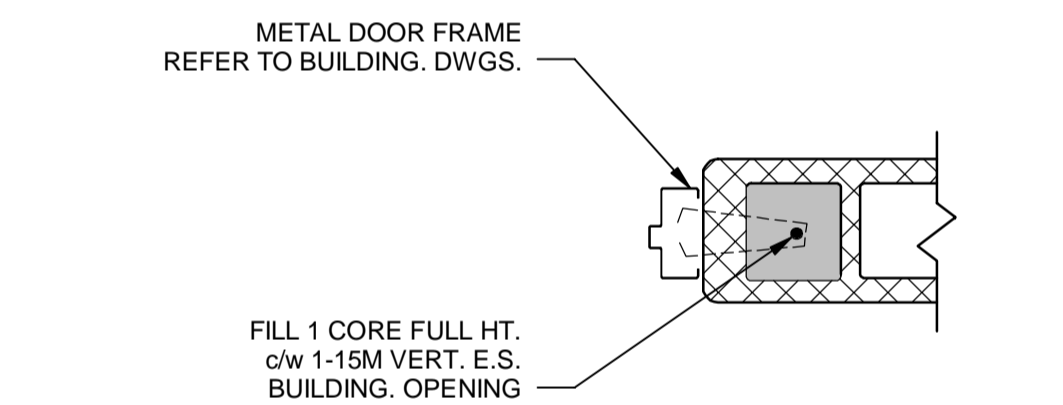 METAL DOOR FRAME
REFER TO BUILDING. DWGS.
FILL 1 CORE FULL HT.
c/w 1-15M VERT. E.S.
BUILDING. OPENING